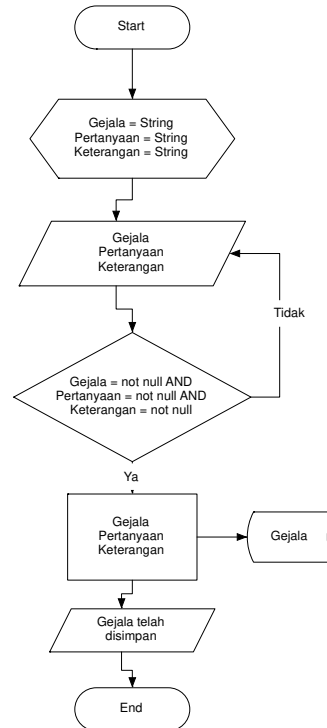 Start
Gejala = String
Pertanyaan = String
Keterangan = String
Gejala
Pertanyaan
Keterangan
Tidak
Gejala = not null AND
Pertanyaan = not null AND
Keterangan = not null
Ya
Gejala
Pertanyaan
Keterangan
Gejala
Gejala telah
disimpan
End